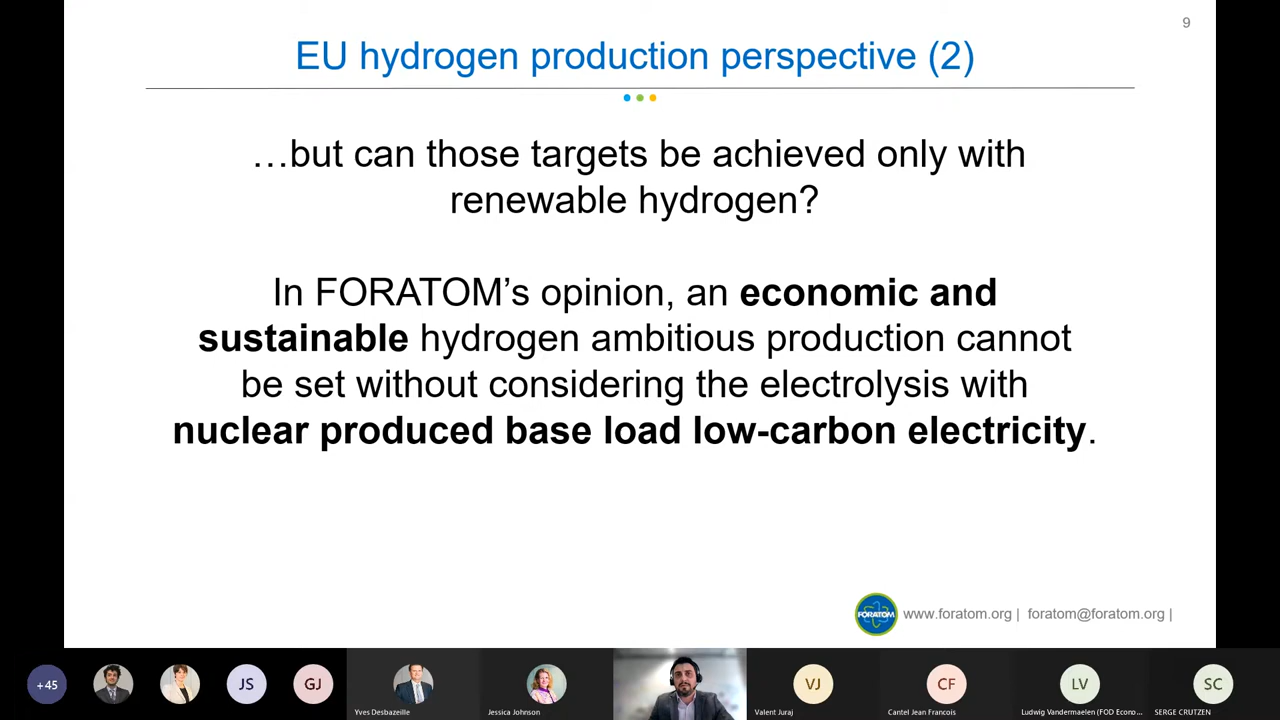 9
EU hydrogen production perspective (2)
…but can those targets be achieved only with
renewable hydrogen?
In FORATOM’s opinion, an economic and
sustainable hydrogen ambitious production cannot
be set without considering the electrolysis with
nuclear produced base load low-carbon electricity.
FORATOM
www.foratom.org | foratom@foratom.org |
+45
JS
GJ
VJ
CF
LV
SC
Yves Desbazeille
Jessica Johnson
Valent Juraj
Cantel Jean Francois
Ludwig Vandermaelen (FOD Econo...
SERGE CRUTZEN